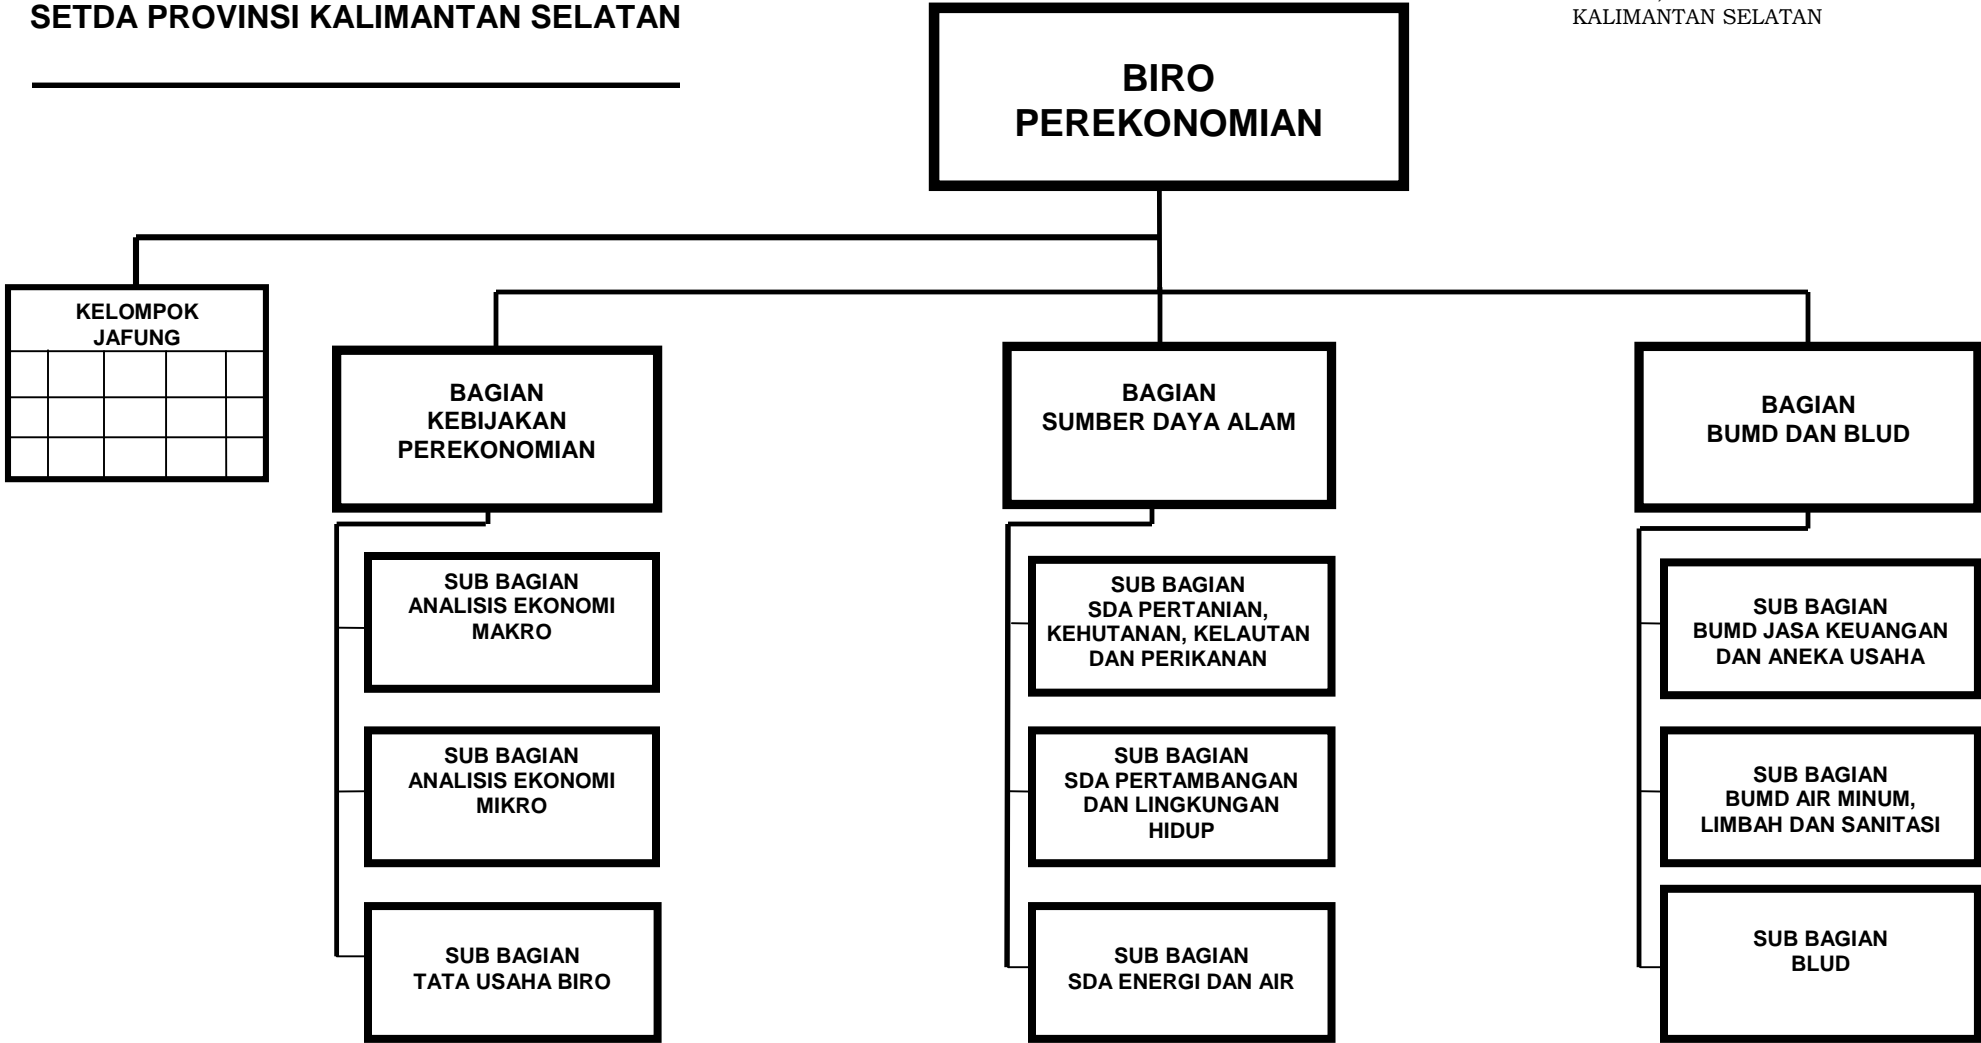 SETDA PROVINSI KALIMANTAN SELATAN
KALIMANTAN SELATAN
BIRO
PEREKONOMIAN
KELOMPOK
JAFUNG
BAGIAN
KEBIJAKAN
PEREKONOMIAN
BAGIAN
SUMBER DAYA ALAM
BAGIAN
BUMD DAN BLUD
SUB BAGIAN
ANALISIS EKONOMI
MAKRO
SUB BAGIAN
SDA PERTANIAN,
KEHUTANAN, KELAUTAN
DAN PERIKANAN
SUB BAGIAN
BUMD JASA KEUANGAN
DAN ANEKA USAHA
SUB BAGIAN
ANALISIS EKONOMI
MIKRO
SUB BAGIAN
SDA PERTAMBANGAN
DAN LINGKUNGAN
HIDUP
SUB BAGIAN
BUMD AIR MINUM,
LIMBAH DAN SANITASI
SUB BAGIAN
TATA USAHA BIRO
SUB BAGIAN
SDA ENERGI DAN AIR
SUB BAGIAN
BLUD